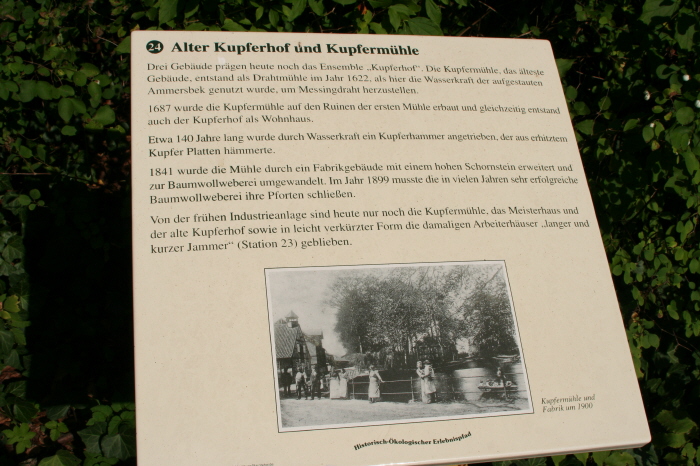 24 Alter Kupferhof und Kupfermühle
Drei Gebäude prägen heute noch das Ensemble „Kupferhof“. Die Kupfermühle, das älteste
Gebäude, entstand als Drahtmühle im Jahr 1622, als hier die Wasserkraft der aufgestauten
Ammersbek genutzt wurde, um Messingdraht herzustellen.
1687 wurde die Kupfermühle auf den Ruinen der ersten Mühle erbaut und gleichzeitig entstand
auch der Kupferhof als Wohnhaus.
Etwa 140 Jahre lang wurde durch Wasserkraft ein Kupferhammer angetrieben, der aus erhitztem
Kupfer Platten hämmerte.
1841 wurde die Mühle durch ein Fabrikgebäude mit einem hohen Schornstein erweitert und
zur Baumwollweberei umgewandelt. Im Jahr 1899 musste die in vielen Jahren sehr erfolgreiche
Baumwollweberei ihre Pforten schließen.
Von der frühen Industrieanlage sind heute nur noch die Kupfermühle, das Meisterhaus und
der alte Kupferhof sowie in leicht verkürzter Form die damaligen Arbeiterhäuser „langer und
kurzer Jammer“ (Station 23) geblieben.
Kupfermühle und
Fabrik um 1900
Historisch-Ökologischer Erlebnispfad